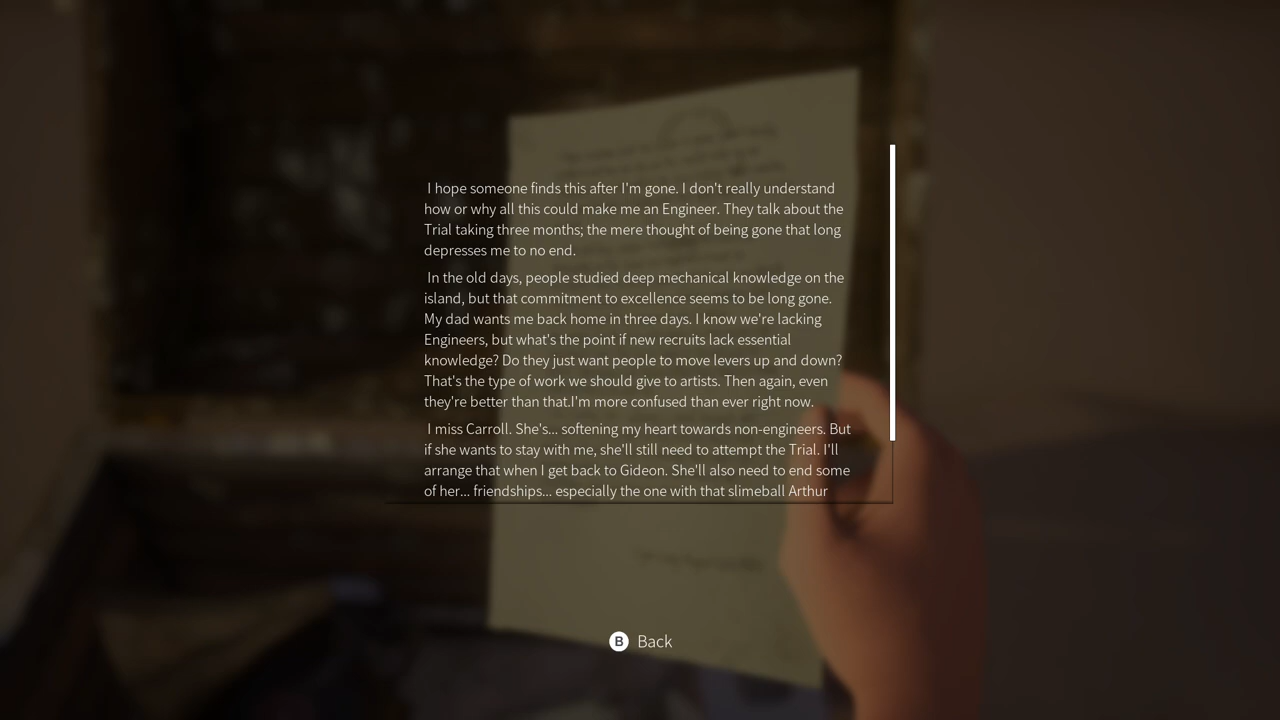 I hope someone finds this after I'm gone. I don't really understand
how or why all this could make me an Engineer. They talk about the
Trial taking three months; the mere thought of being gone that long
depresses me to no end.
In the old days, people studied deep mechanical knowledge on the
island, but that commitment to excellence seems to be long gone.
My dad wants me back home in three days. I know we're lacking
Engineers, but what's the point if new recruits lack essential
knowledge? Do they just want people to move levers up and down?
That's the type of work we should give to artists. Then again, even
they're better than that.I'm more confused than ever right now.
I miss Carroll. She's... softening my heart towards non-engineers. But
if she wants to stay with me, she'll still need to attempt the Trial. I'll
arrange that when I get back to Gideon. She'll also need to end some
of her... friendships... especially the one with that slimeball Arthur
B Back